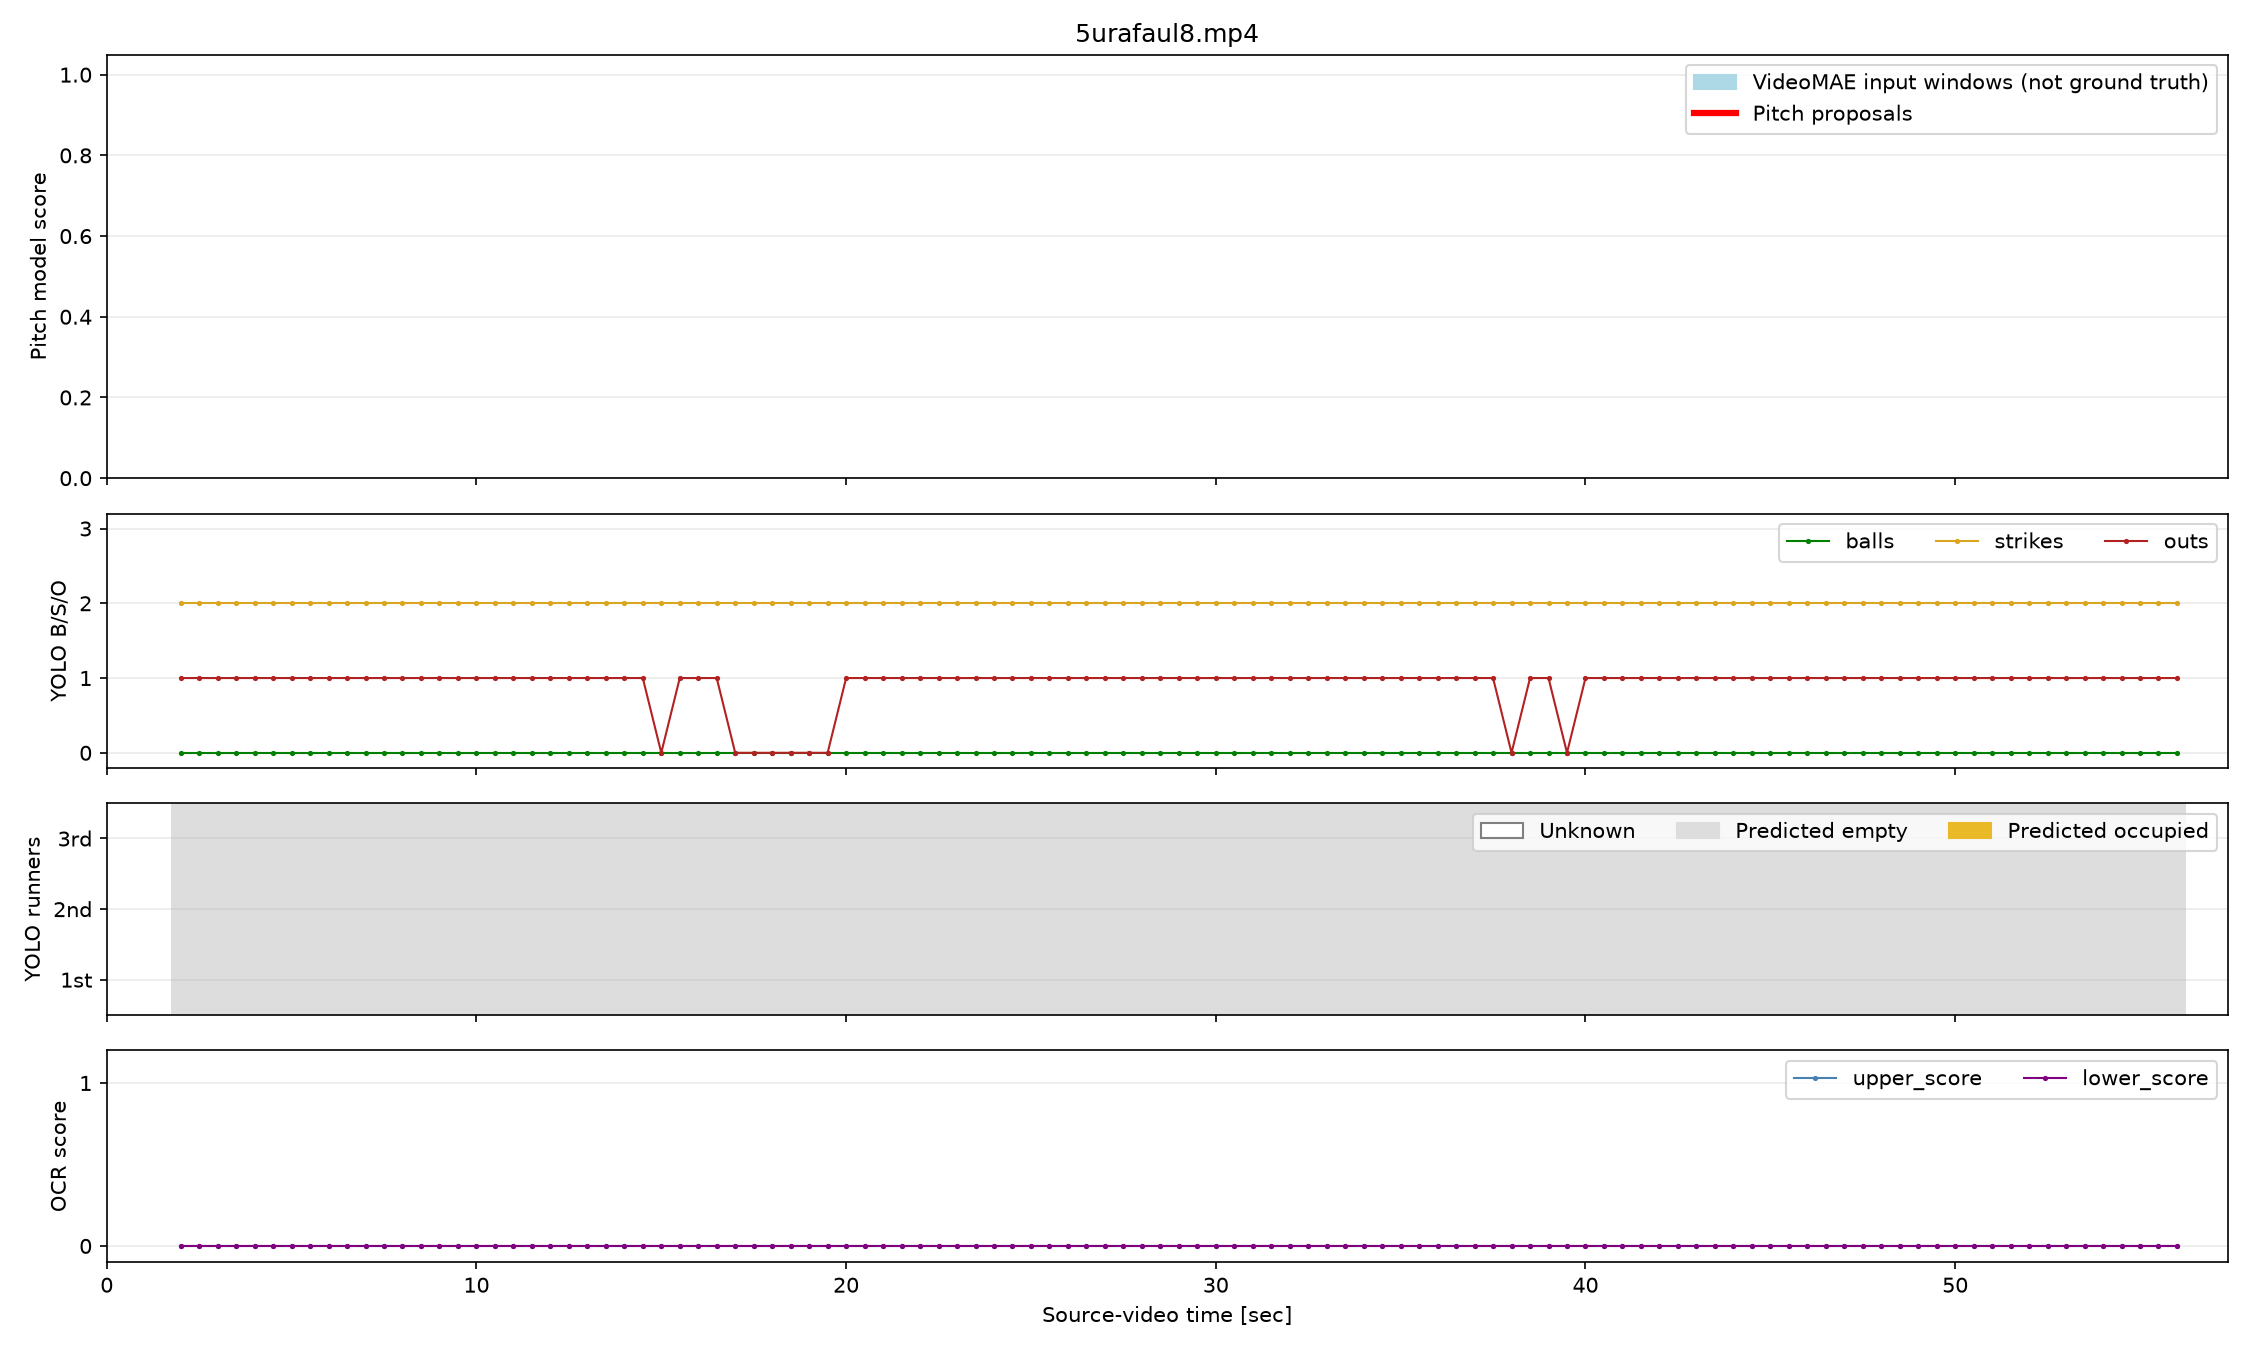 5urafaul8.mp4
1.0
0.8
0.6
0.4
0.2
0.0
Pitch model score
VideoMAE input windows (not ground truth)
Pitch proposals
3
2
1
0
YOLO B/S/O
balls strikes outs
3rd
2nd
1st
YOLO runners
Unknown Predicted empty Predicted occupied
1
0
OCR score
upper_score lower_score
0 10 20 30 40 50
Source-video time [sec]